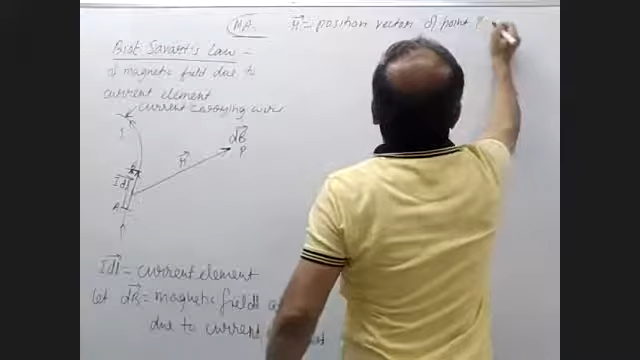 MA.
r⃗ = position vector of point P
Biot Savart's Law -
magnetic field due to
current element
current carrying wire
I
dB⃗
P
r⃗
B
Idl⃗
A
Idl⃗ = current element
Let dB⃗ = magnetic field
due to current